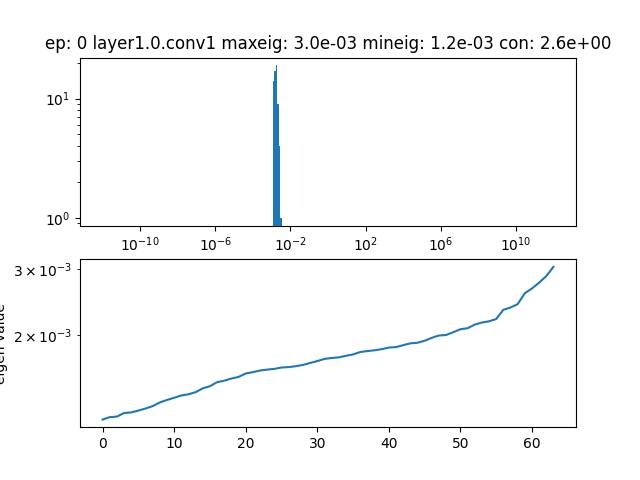 ep: 0 layer1.0.conv1 maxeig: 3.0e-03 mineig: 1.2e-03 con: 2.6e+00
10¹
10⁰
10⁻¹⁰ 10⁻⁶ 10⁻² 10² 10⁶ 10¹⁰
3 × 10⁻³
2 × 10⁻³
eigen value
0 10 20 30 40 50 60